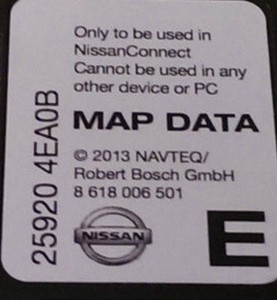 Only to be used in
NissanConnect
Cannot be used in any
other device or PC
MAP DATA
© 2013 NAVTEQ/
Robert Bosch GmbH
8 618 006 501
25920 4EA0B
NISSAN
E